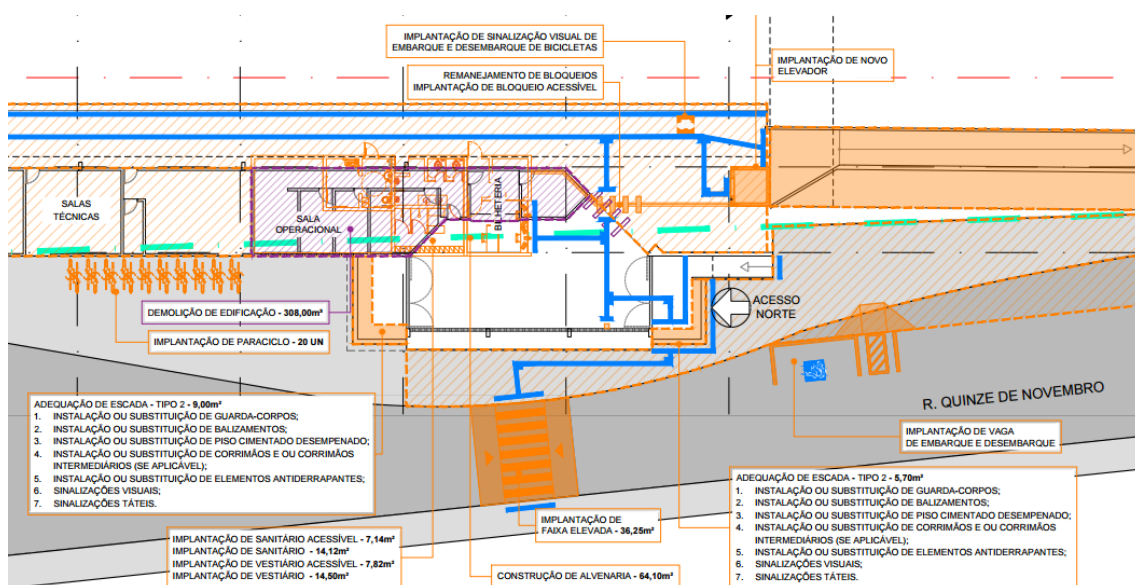 IMPLANTAÇÃO DE SINALIZAÇÃO VISUAL DE
EMBARQUE E DESEMBARQUE DE BICICLETAS
IMPLANTAÇÃO DE NOVO
ELEVADOR
REMANEJAMENTO DE BLOQUEIOS
IMPLANTAÇÃO DE BLOQUEIO ACESSÍVEL
SALAS
TÉCNICAS
SALA
OPERACIONAL
BILHETERIA
ACESSO
NORTE
DEMOLIÇÃO DE EDIFICAÇÃO - 308,00m²
IMPLANTAÇÃO DE PARACICLO - 20 UN
R. QUINZE DE NOVEMBRO
IMPLANTAÇÃO DE VAGA
DE EMBARQUE E DESEMBARQUE
ADEQUAÇÃO DE ESCADA - TIPO 2 - 9,00m²
1. INSTALAÇÃO OU SUBSTITUIÇÃO DE GUARDA-CORPOS;
2. INSTALAÇÃO OU SUBSTITUIÇÃO DE BALIZAMENTOS;
3. INSTALAÇÃO OU SUBSTITUIÇÃO DE PISO CIMENTADO DESEMPENADO;
4. INSTALAÇÃO OU SUBSTITUIÇÃO DE CORRIMÃOS E OU CORRIMÃOS
INTERMEDIÁRIOS (SE APLICÁVEL);
5. INSTALAÇÃO OU SUBSTITUIÇÃO DE ELEMENTOS ANTIDERRAPANTES;
6. SINALIZAÇÕES VISUAIS;
7. SINALIZAÇÕES TÁTEIS.
ADEQUAÇÃO DE ESCADA - TIPO 2 - 5,70m²
1. INSTALAÇÃO OU SUBSTITUIÇÃO DE GUARDA-CORPOS;
2. INSTALAÇÃO OU SUBSTITUIÇÃO DE BALIZAMENTOS;
3. INSTALAÇÃO OU SUBSTITUIÇÃO DE PISO CIMENTADO DESEMPENADO;
4. INSTALAÇÃO OU SUBSTITUIÇÃO DE CORRIMÃOS E OU CORRIMÃOS
INTERMEDIÁRIOS (SE APLICÁVEL);
5. INSTALAÇÃO OU SUBSTITUIÇÃO DE ELEMENTOS ANTIDERRAPANTES;
6. SINALIZAÇÕES VISUAIS;
7. SINALIZAÇÕES TÁTEIS.
IMPLANTAÇÃO DE
FAIXA ELEVADA - 36,25m²
IMPLANTAÇÃO DE SANITÁRIO ACESSÍVEL - 7,14m²
IMPLANTAÇÃO DE SANITÁRIO - 14,12m²
IMPLANTAÇÃO DE VESTIÁRIO ACESSÍVEL - 7,82m²
IMPLANTAÇÃO DE VESTIÁRIO - 14,50m²
CONSTRUÇÃO DE ALVENARIA - 64,10m²